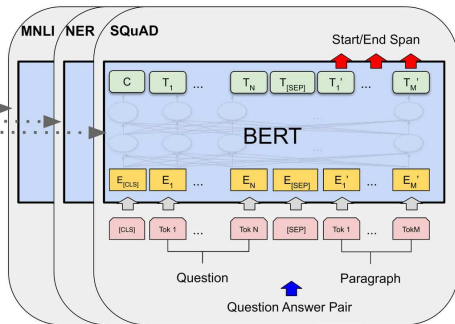 MNLI NER SQuAD
Start/End Span
C T1 ... TN T[SEP] T1' ... TM'
BERT
E[CLS] E1 ... EN E[SEP] E1' ... EM'
[CLS] Tok 1 ... Tok N [SEP] Tok 1 ... TokM
Question Paragraph
Question Answer Pair